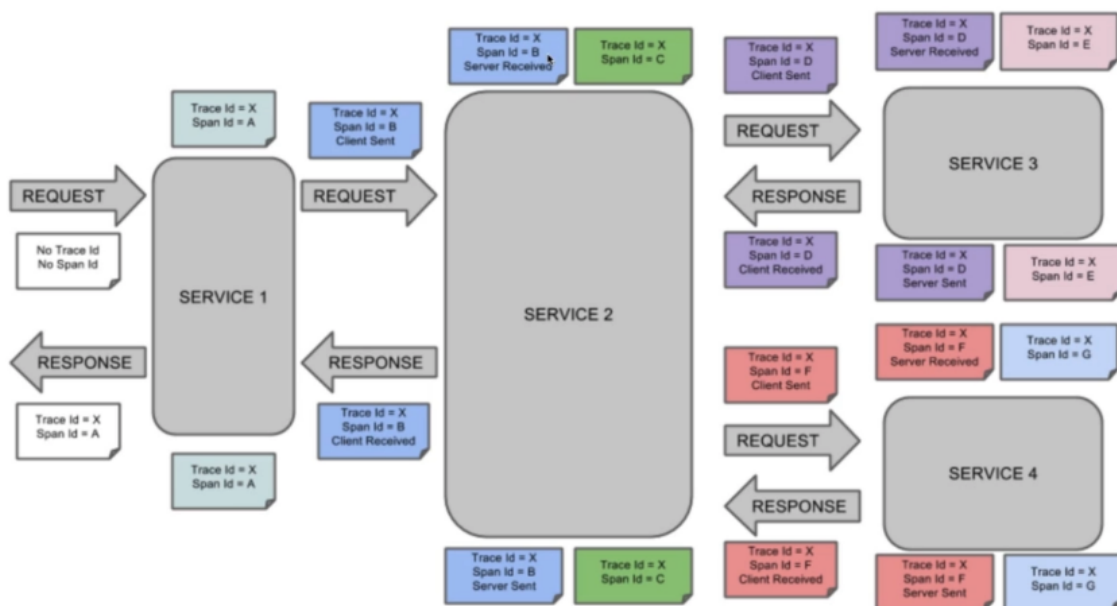 Trace Id = X
Span Id = A
Trace Id = X
Span Id = B
Client Sent
Trace Id = X
Span Id = B
Server Received
Trace Id = X
Span Id = C
Trace Id = X
Span Id = D
Client Sent
Trace Id = X
Span Id = D
Server Received
Trace Id = X
Span Id = E
REQUEST
No Trace Id
No Span Id
RESPONSE
Trace Id = X
Span Id = A
SERVICE 1
Trace Id = X
Span Id = A
REQUEST
RESPONSE
Trace Id = X
Span Id = B
Client Received
SERVICE 2
Trace Id = X
Span Id = B
Server Sent
Trace Id = X
Span Id = C
REQUEST
RESPONSE
Trace Id = X
Span Id = D
Client Received
SERVICE 3
Trace Id = X
Span Id = D
Server Sent
Trace Id = X
Span Id = E
Trace Id = X
Span Id = F
Client Sent
Trace Id = X
Span Id = F
Server Received
Trace Id = X
Span Id = G
REQUEST
RESPONSE
SERVICE 4
Trace Id = X
Span Id = F
Client Received
Trace Id = X
Span Id = F
Server Sent
Trace Id = X
Span Id = G